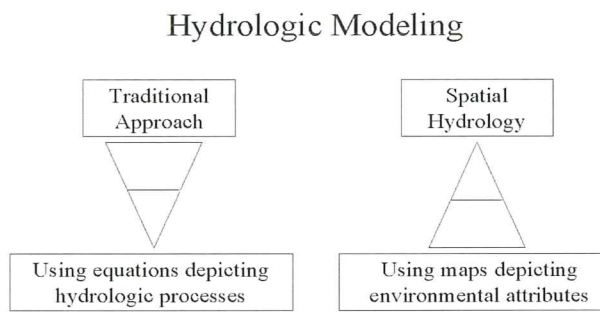 Hydrologic Modeling
Traditional
Approach
Spatial
Hydrology
Using equations depicting
hydrologic processes
Using maps depicting
environmental attributes